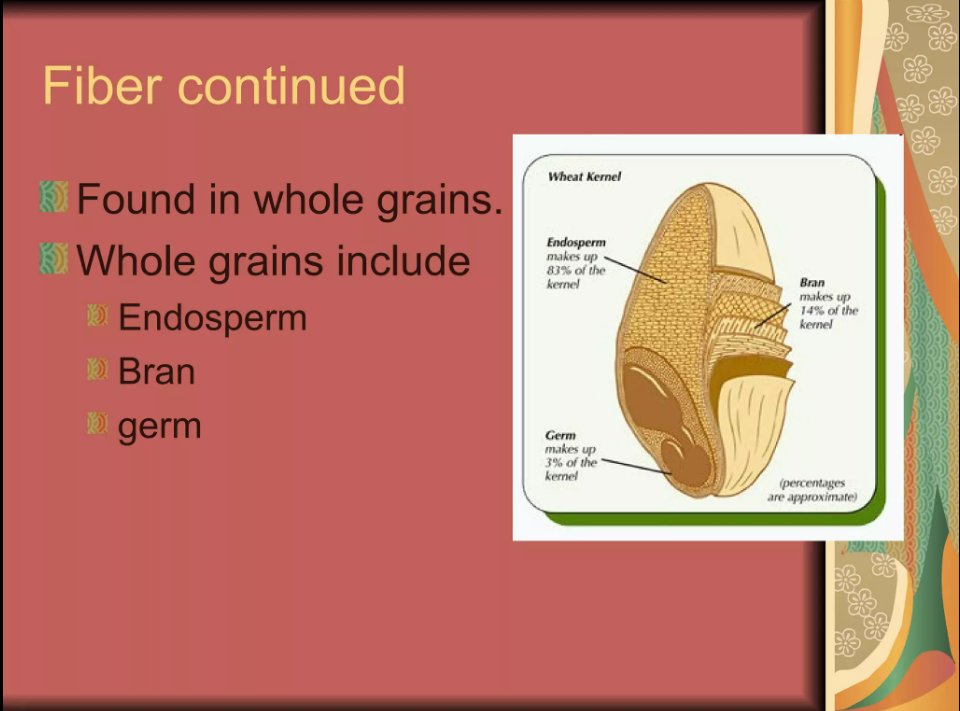 Fiber continued
Found in whole grains.
Whole grains include
Endosperm
Bran
germ
Wheat Kernel
Endosperm
makes up
83% of the
kernel
Bran
makes up
14% of the
kernel
Germ
makes up
3% of the
kernel
(percentages
are approximate)